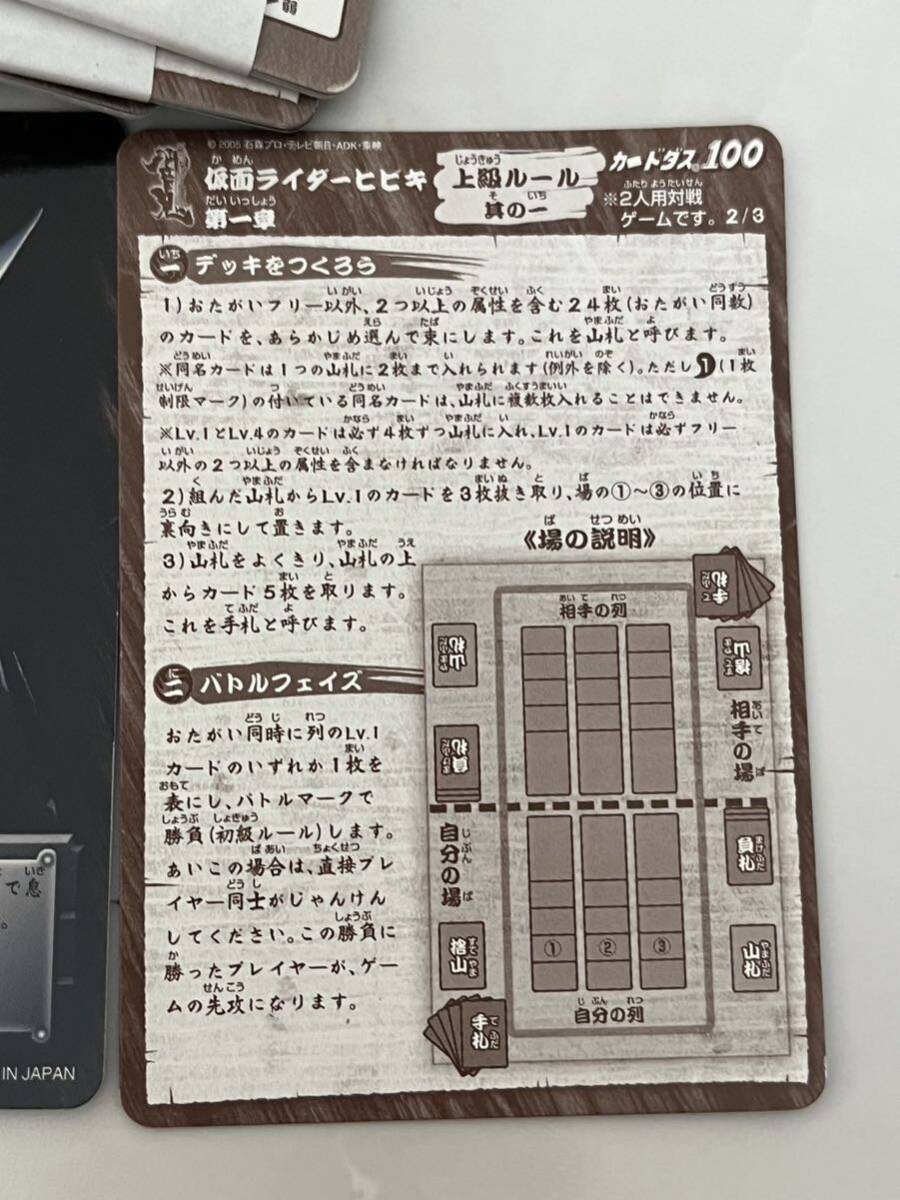 © 2005 石森プロ・テレビ朝日・ADK・東映
仮面ライダーヒビキ
第一章
上級ルール
其の一
カードダス100
※2人用対戦
ゲームです。2/3
一 デッキをつくろう
1)おたがいフリー以外、2つ以上の属性を含む24枚(おたがい同数)
のカードを、あらかじめ選んで束にします。これを山札と呼びます。
※同名カードは1つの山札に2枚まで入れられます(例外を除く)。ただし❶(1枚
制限マーク)の付いている同名カードは、山札に複数枚入れることはできません。
※Lv.1とLv.4のカードは必ず4枚ずつ山札に入れ、Lv.1のカードは必ずフリー
以外の2つ以上の属性を含まなければなりません。
2)組んだ山札からLv.1のカードを3枚抜き取り、場の①〜③の位置に
裏向きにして置きます。
3)山札をよくきり、山札の上
からカード5枚を取ります。
これを手札と呼びます。
二 バトルフェイズ
おたがい同時に列のLv.1
カードのいずれか1枚を
表にし、バトルマークで
勝負(初級ルール)します。
あいこの場合は、直接プレ
イヤー同士がじゃんけん
してください。この勝負に
勝ったプレイヤーが、ゲー
ムの先攻になります。
《場の説明》
手札
相手の列
山札
捨山
相手の場
負札
自分の場
負札
①
②
③
捨山
山札
自分の列
手札
で息
。
IN JAPAN